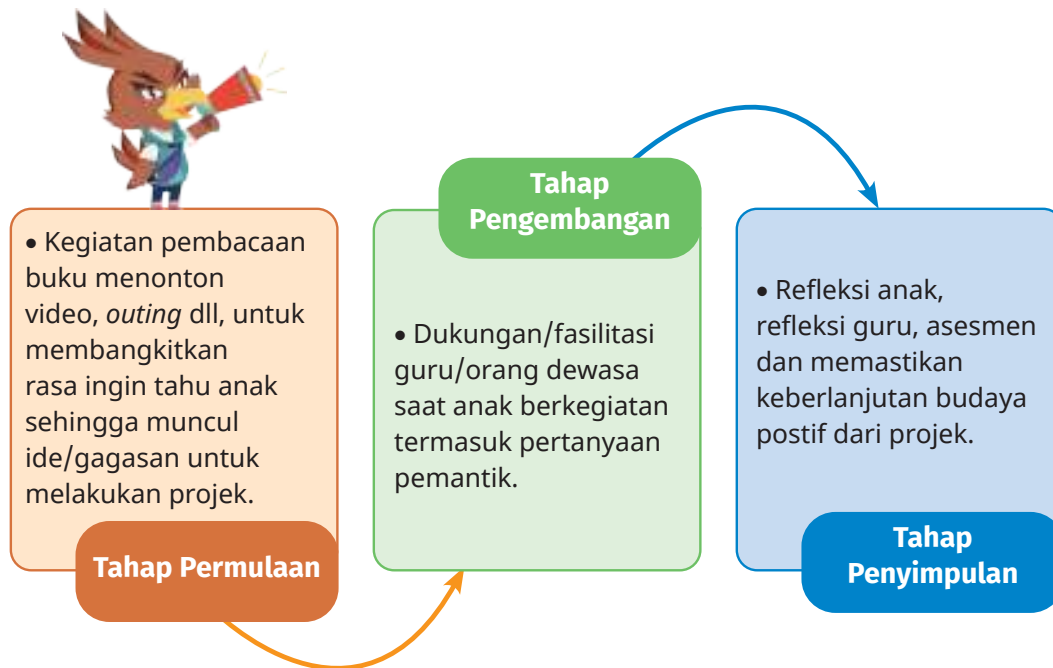 • Kegiatan pembacaan
buku menonton
video, outing dll, untuk
membangkitkan
rasa ingin tahu anak
sehingga muncul
ide/gagasan untuk
melakukan projek.
Tahap Permulaan
Tahap
Pengembangan
• Dukungan/fasilitasi
guru/orang dewasa
saat anak berkegiatan
termasuk pertanyaan
pemantik.
• Refleksi anak,
refleksi guru, asesmen
dan memastikan
keberlanjutan budaya
postif dari projek.
Tahap
Penyimpulan